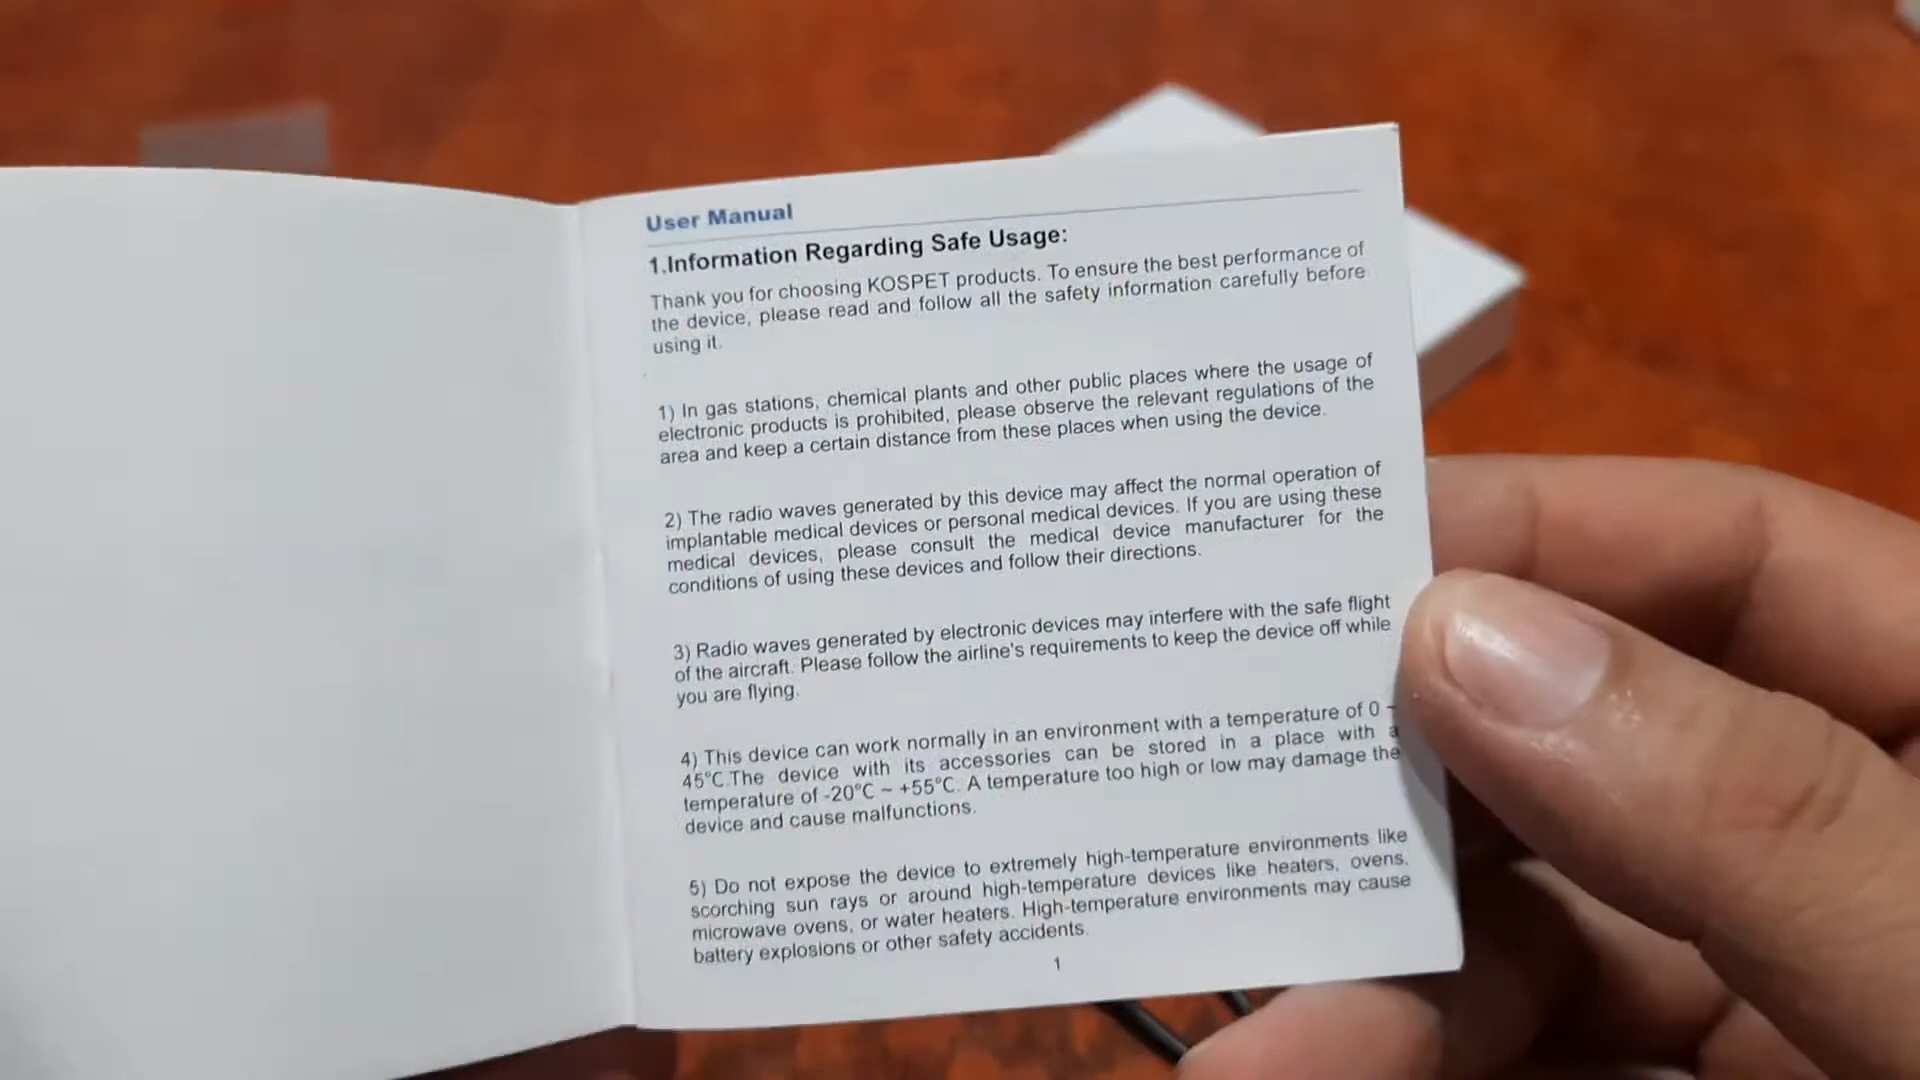 User Manual
1.Information Regarding Safe Usage:
Thank you for choosing KOSPET products. To ensure the best performance of
the device, please read and follow all the safety information carefully before
using it.
1) In gas stations, chemical plants and other public places where the usage of
electronic products is prohibited, please observe the relevant regulations of the
area and keep a certain distance from these places when using the device.
2) The radio waves generated by this device may affect the normal operation of
implantable medical devices or personal medical devices. If you are using these
medical devices, please consult the medical device manufacturer for the
conditions of using these devices and follow their directions.
3) Radio waves generated by electronic devices may interfere with the safe flight
of the aircraft. Please follow the airline's requirements to keep the device off while
you are flying.
4) This device can work normally in an environment with a temperature of 0 ~
45°C.The device with its accessories can be stored in a place with a
temperature of -20°C ~ +55°C. A temperature too high or low may damage the
device and cause malfunctions.
5) Do not expose the device to extremely high-temperature environments like
scorching sun rays or around high-temperature devices like heaters, ovens,
microwave ovens, or water heaters. High-temperature environments may cause
battery explosions or other safety accidents.
1